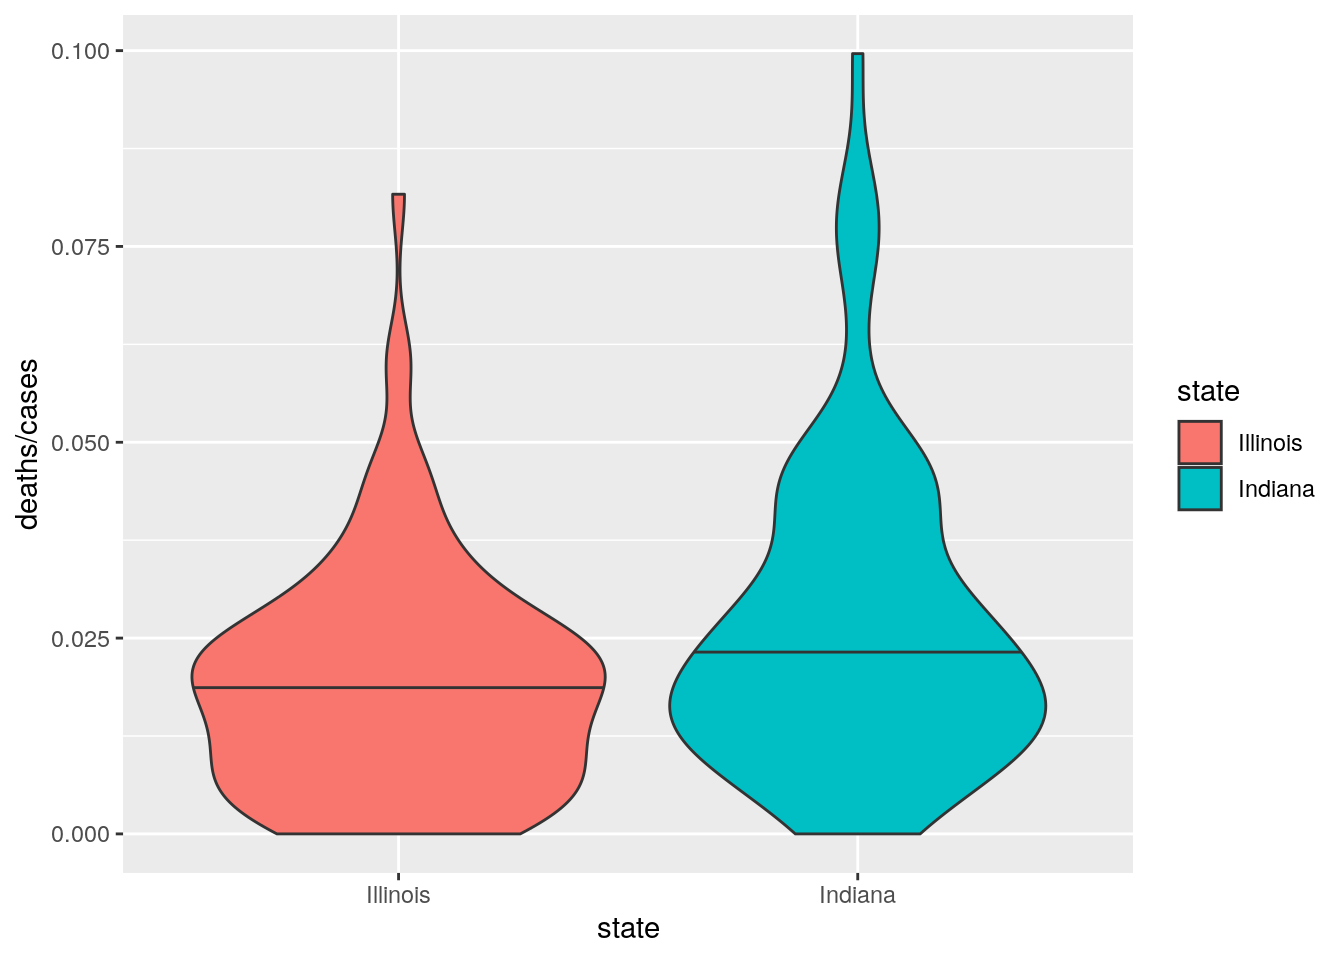 0.100
0.075
0.050
0.025
0.000
deaths/cases
Illinois
Indiana
state
state
Illinois
Indiana